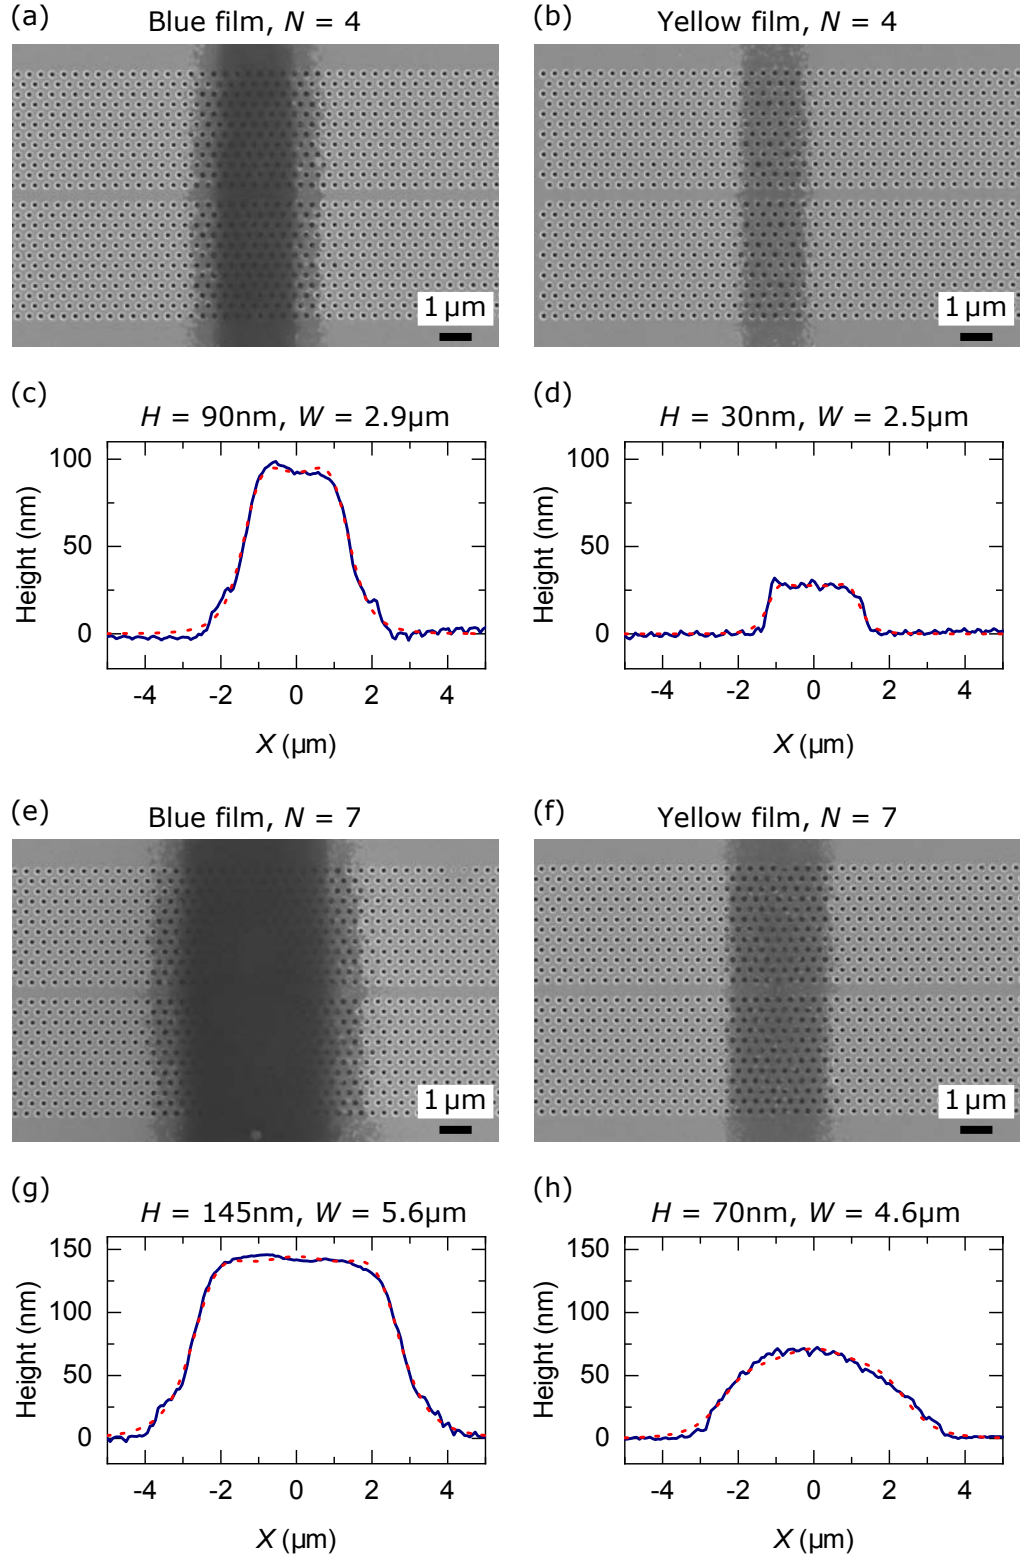 (a) Blue film, N = 4
(b) Yellow film, N = 4
1 μm
1 μm
(c) H = 90nm, W = 2.9μm
(d) H = 30nm, W = 2.5μm
Height (nm)
100
50
0
-4 -2 0 2 4
X (μm)
Height (nm)
100
50
0
-4 -2 0 2 4
X (μm)
(e) Blue film, N = 7
(f) Yellow film, N = 7
1 μm
1 μm
(g) H = 145nm, W = 5.6μm
(h) H = 70nm, W = 4.6μm
Height (nm)
150
100
50
0
-4 -2 0 2 4
X (μm)
Height (nm)
150
100
50
0
-4 -2 0 2 4
X (μm)